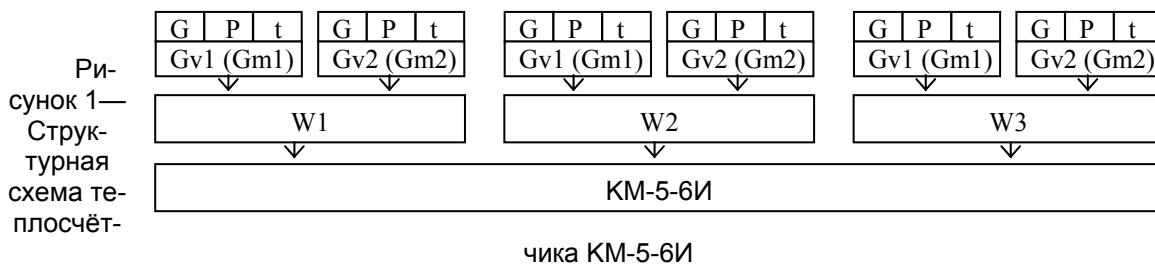 G P t G P t G P t G P t G P t G P t
Gv1 (Gm1) Gv2 (Gm2) Gv1 (Gm1) Gv2 (Gm2) Gv1 (Gm1) Gv2 (Gm2)
W1 W2 W3
КМ-5-6И
Ри-
сунок 1—
Струк-
турная
схема те-
плосчёт-
чика КМ-5-6И